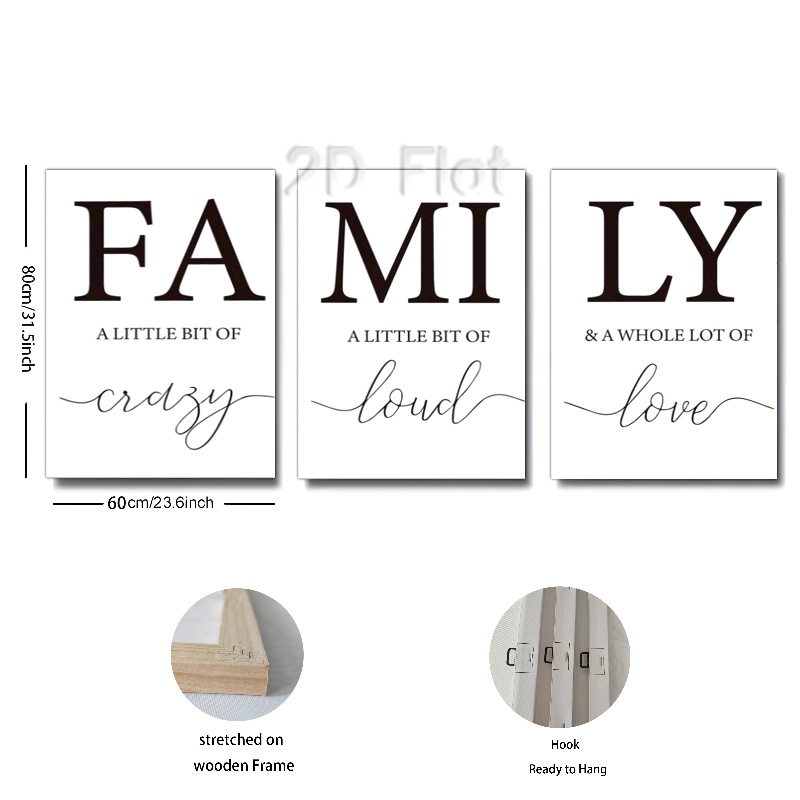 2D Flat
FA
A LITTLE BIT OF
crazy
MI
A LITTLE BIT OF
loud
LY
& A WHOLE LOT OF
love
80cm/31.5inch
60cm/23.6inch
stretched on
wooden Frame
Hook
Ready to Hang